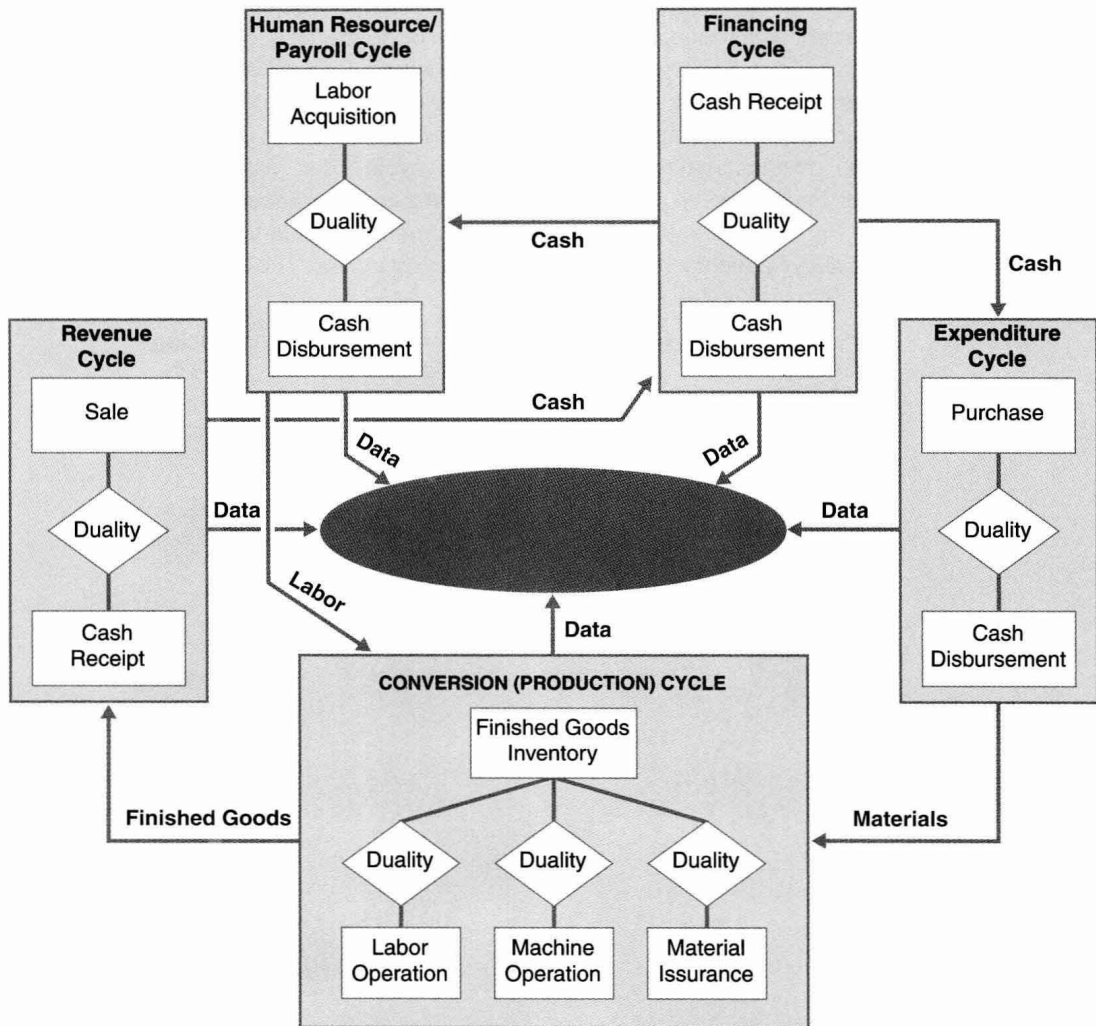 Human Resource/
Payroll Cycle
Labor
Acquisition
Duality
Cash
Disbursement
Financing
Cycle
Cash Receipt
Duality
Cash
Disbursement
Cash
Cash
Revenue
Cycle
Sale
Duality
Cash
Receipt
Expenditure
Cycle
Purchase
Duality
Cash
Disbursement
Cash
Data
Data
Data
Data
Labor
Data
CONVERSION (PRODUCTION) CYCLE
Finished Goods
Inventory
Duality
Duality
Duality
Labor
Operation
Machine
Operation
Material
Issurance
Finished Goods
Materials